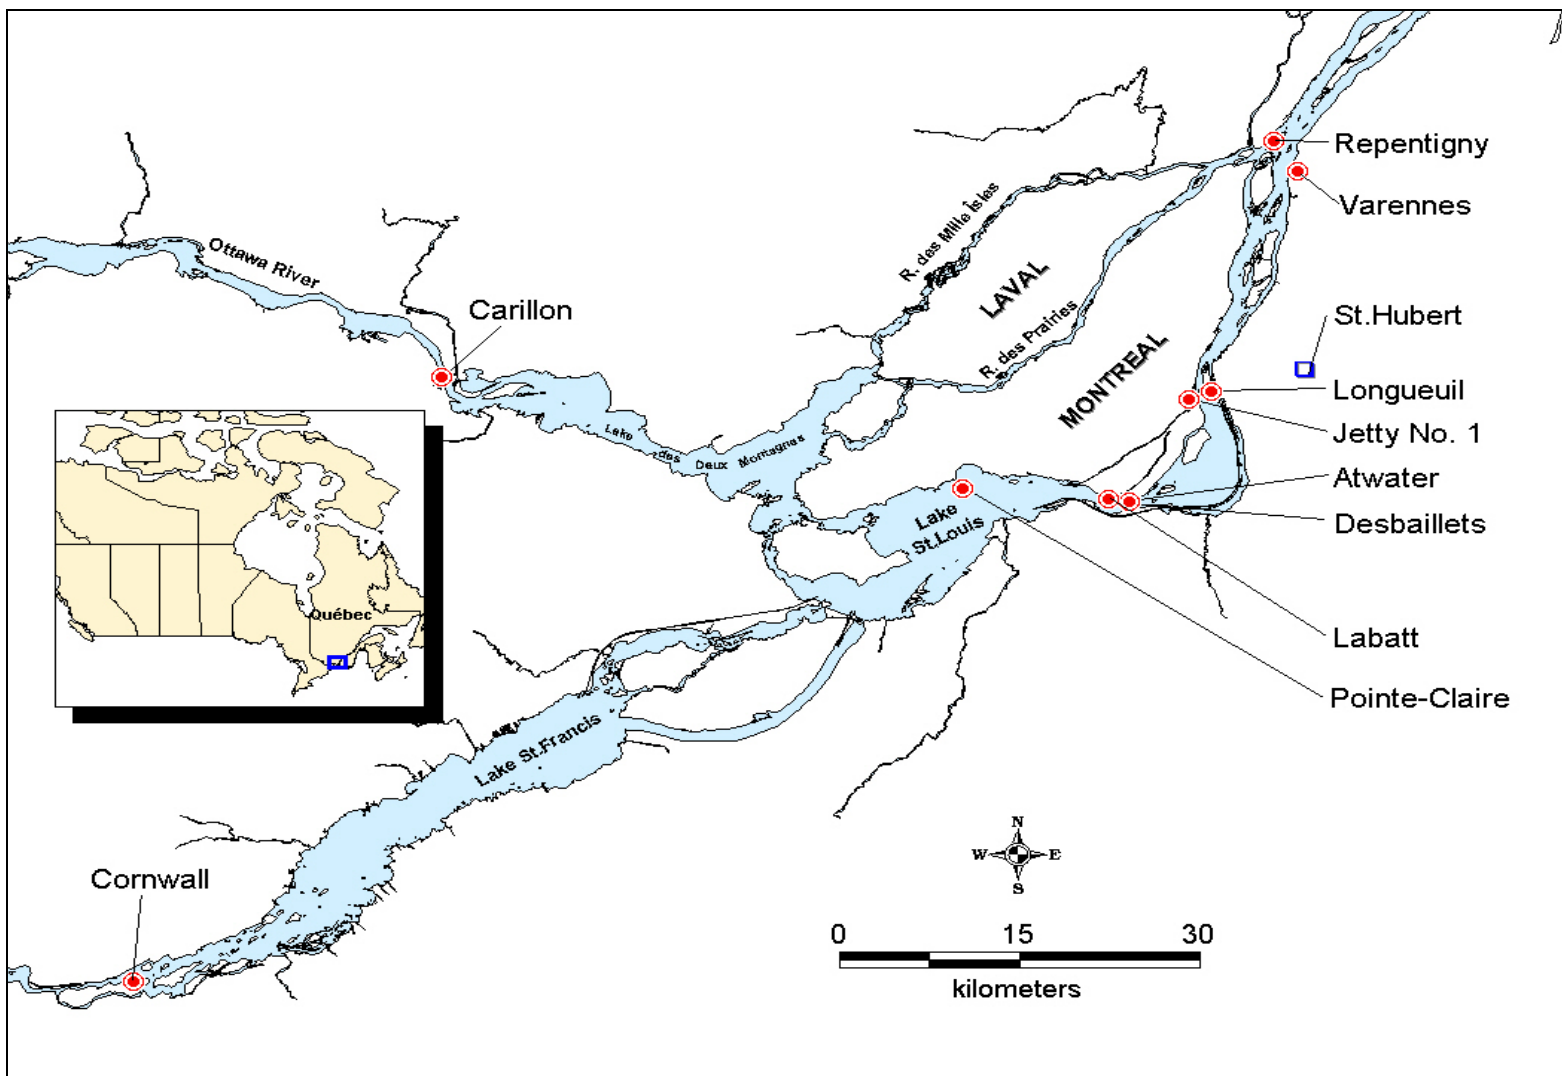 Repentigny
Varennes
R. des Mille Îsles
Ottawa River
LAVAL
Carillon
St.Hubert
R. des Prairies
MONTREAL
Longueuil
Jetty No. 1
Lake
des
Deux
Montagnes
Atwater
Lake
St.Louis
Desbaillets
Québec
Labatt
Pointe-Claire
Lake St.Francis
N
W
E
S
Cornwall
0
15
30
kilometers